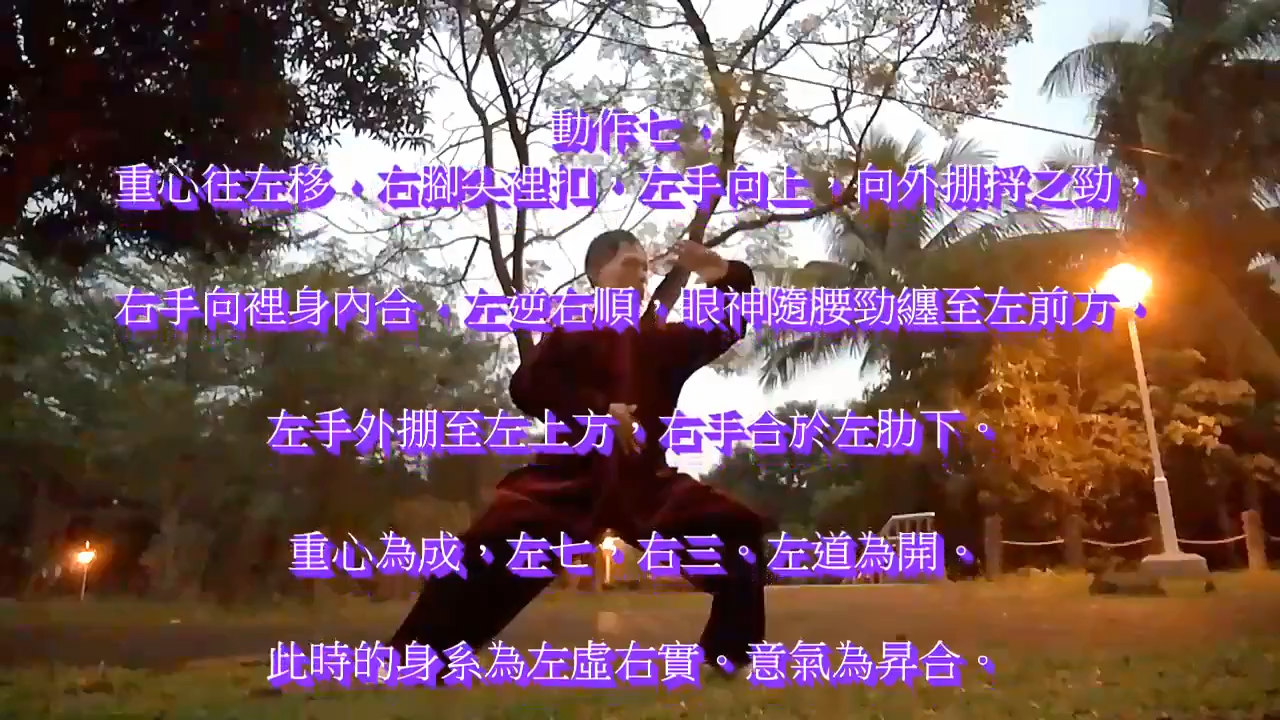 動作七，
重心往左移、右腳尖裡扣，左手向上，向外掤捋之勁，
右手向裡身內合，左逆右順，眼神隨腰勁纏至左前方，
左手外掤至左上方，右手合於左肋下。
重心為成，左七、右三。左道為開。
此時的身系為左虛右實。意氣為昇合。